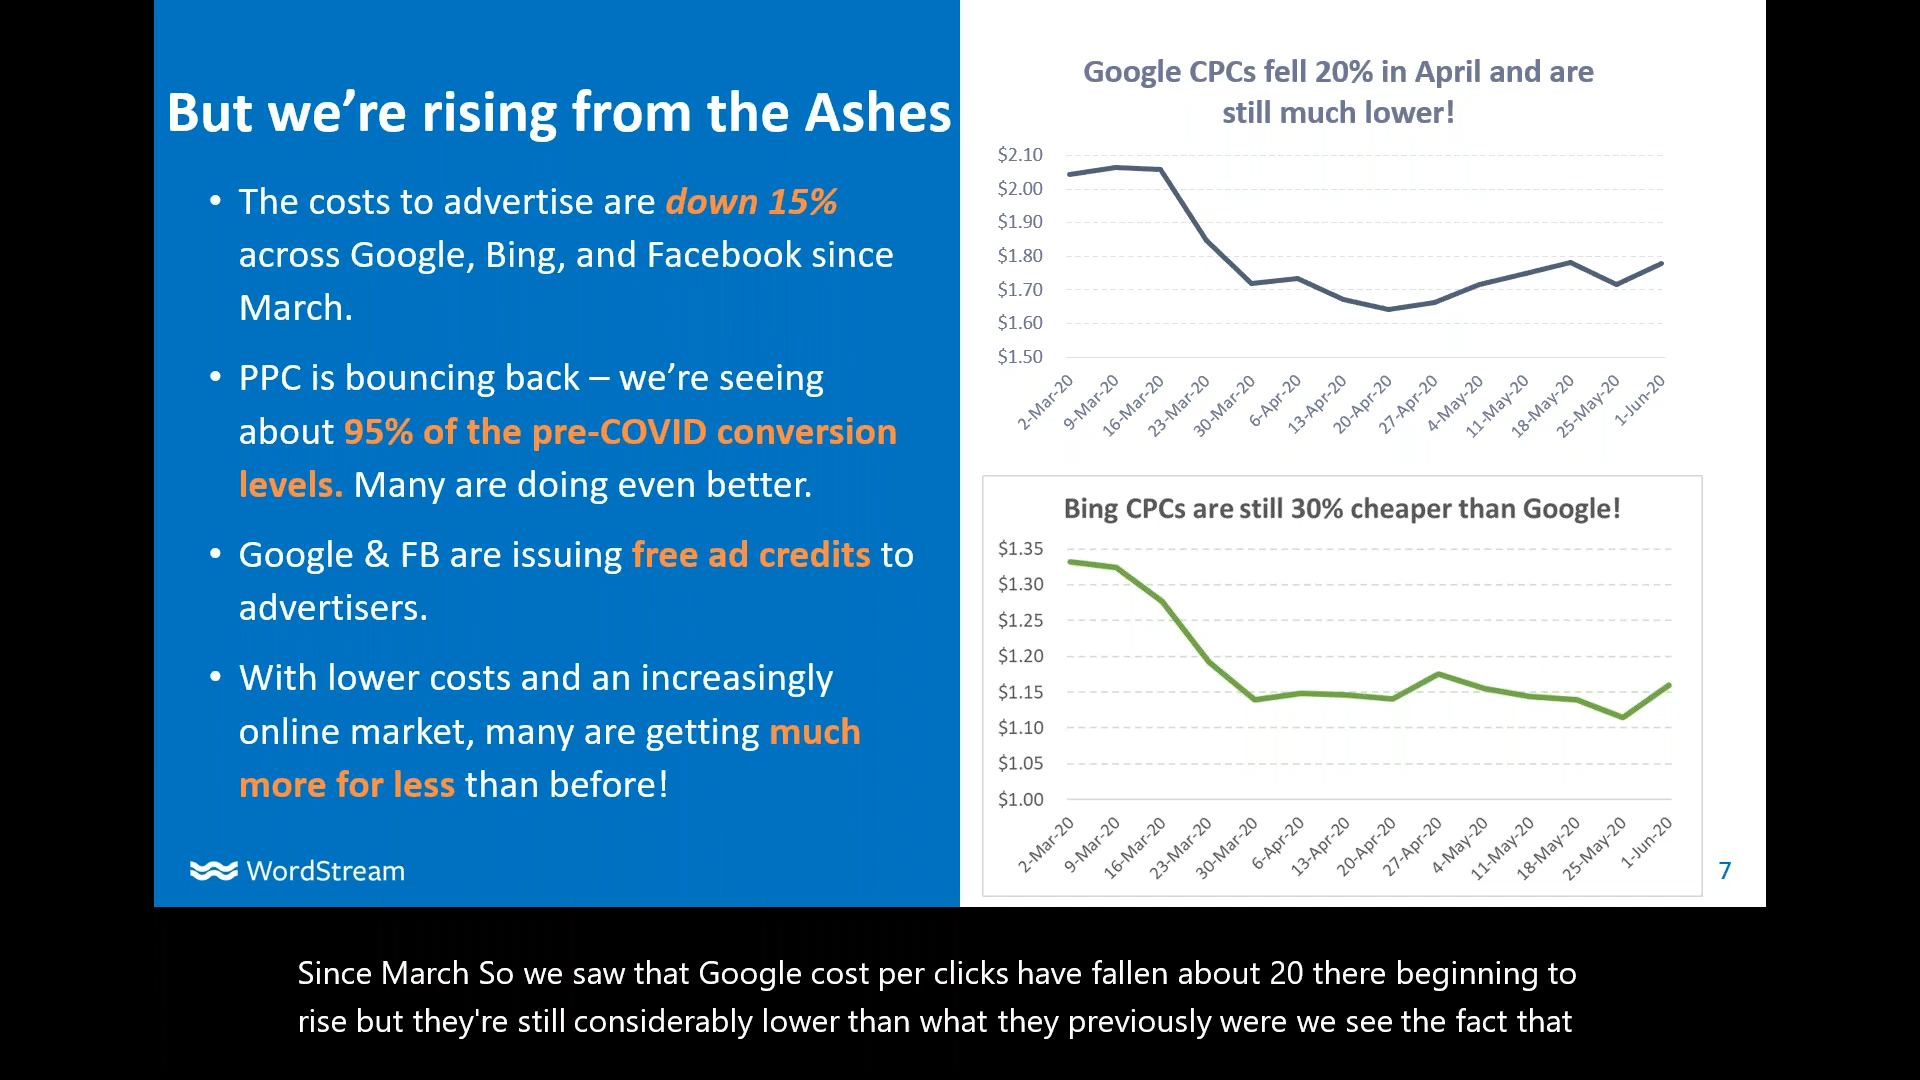 But we’re rising from the Ashes
• The costs to advertise are down 15%
across Google, Bing, and Facebook since
March.
• PPC is bouncing back – we’re seeing
about 95% of the pre-COVID conversion
levels. Many are doing even better.
• Google & FB are issuing free ad credits to
advertisers.
• With lower costs and an increasingly
online market, many are getting much
more for less than before!
WordStream
Google CPCs fell 20% in April and are
still much lower!
$2.10
$2.00
$1.90
$1.80
$1.70
$1.60
$1.50
2-Mar-20
9-Mar-20
16-Mar-20
23-Mar-20
30-Mar-20
6-Apr-20
13-Apr-20
20-Apr-20
27-Apr-20
4-May-20
11-May-20
18-May-20
25-May-20
1-Jun-20
Bing CPCs are still 30% cheaper than Google!
$1.35
$1.30
$1.25
$1.20
$1.15
$1.10
$1.05
$1.00
2-Mar-20
9-Mar-20
16-Mar-20
23-Mar-20
30-Mar-20
6-Apr-20
13-Apr-20
20-Apr-20
27-Apr-20
4-May-20
11-May-20
18-May-20
25-May-20
1-Jun-20
7
Since March So we saw that Google cost per clicks have fallen about 20 there beginning to
rise but they're still considerably lower than what they previously were we see the fact that